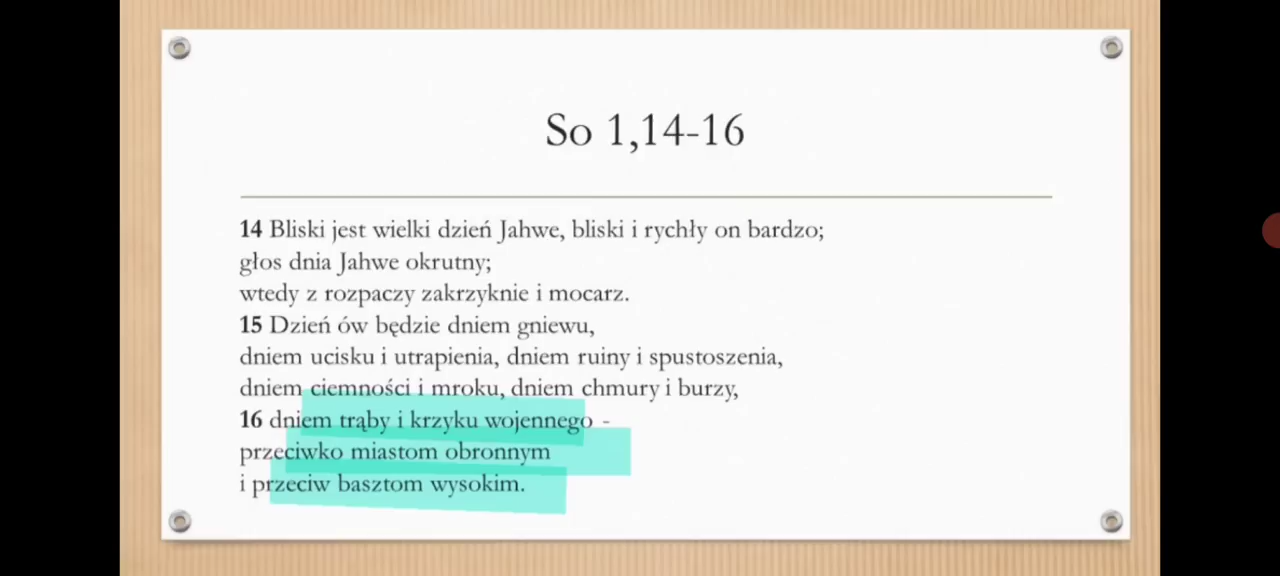 So 1,14-16
14 Bliski jest wielki dzień Jahwe, bliski i rychły on bardzo;
głos dnia Jahwe okrutny;
wtedy z rozpaczy zakrzyknie i mocarz.
15 Dzień ów będzie dniem gniewu,
dniem ucisku i utrapienia, dniem ruiny i spustoszenia,
dniem ciemności i mroku, dniem chmury i burzy,
16 dniem trąby i krzyku wojennego -
przeciwko miastom obronnym
i przeciw basztom wysokim.